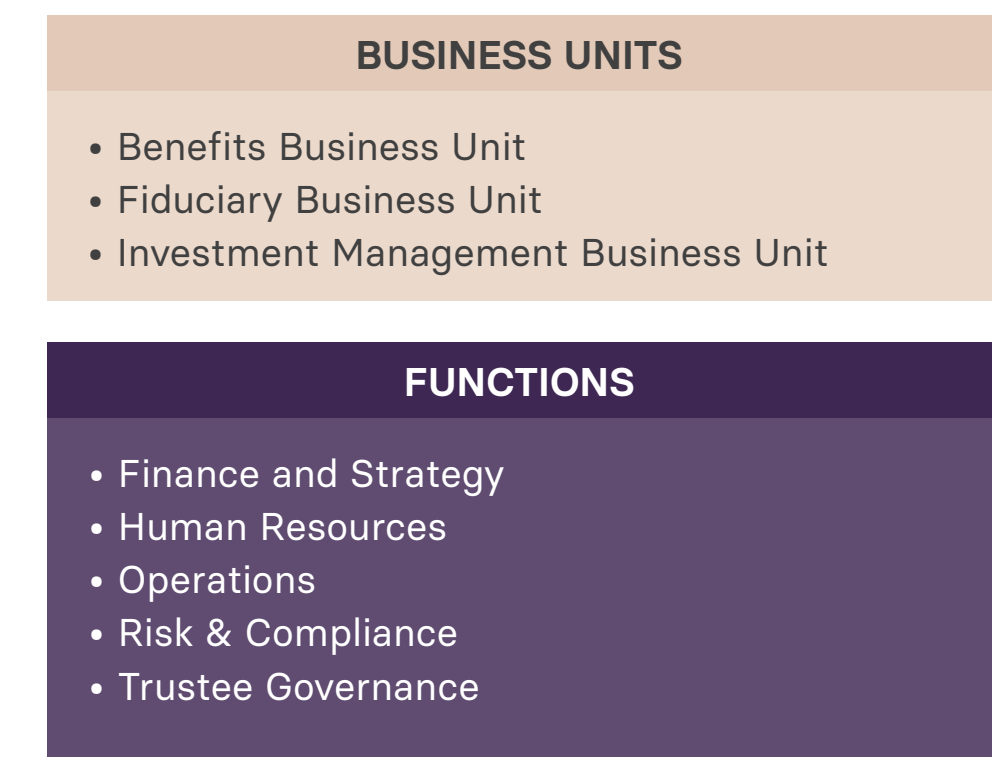 BUSINESS UNITS
• Benefits Business Unit
• Fiduciary Business Unit
• Investment Management Business Unit
FUNCTIONS
• Finance and Strategy
• Human Resources
• Operations
• Risk & Compliance
• Trustee Governance